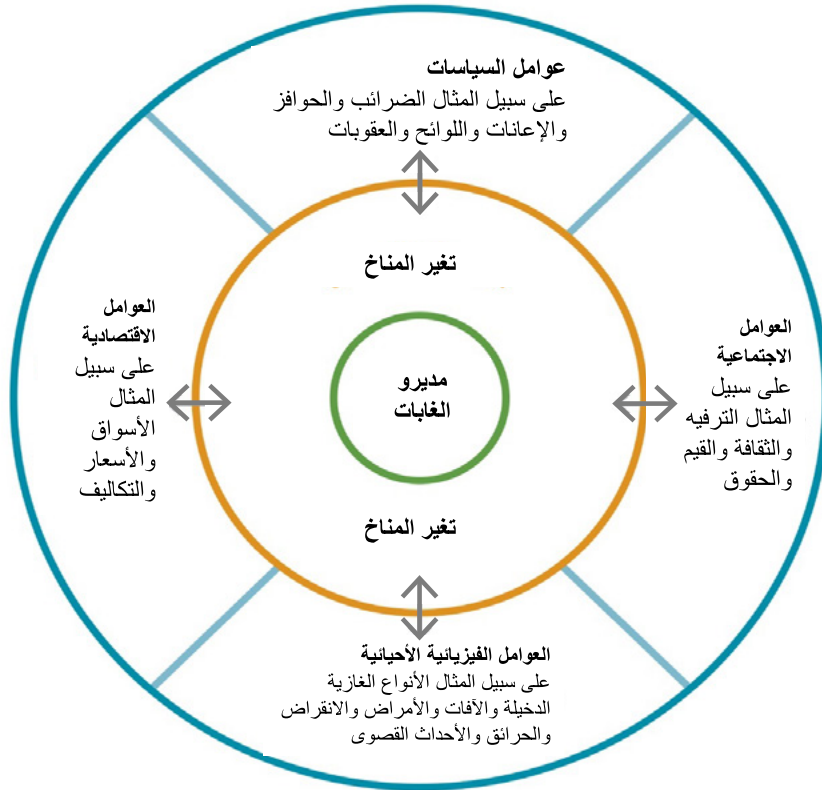 عوامل السياسات
على سبيل المثال الضرائب والحوافز
والإعانات واللوائح والعقوبات
تغير المناخ
العوامل
الاجتماعية
على سبيل
المثال الترفيه
والثقافة والقيم
والحقوق
مديرو
الغابات
العوامل
الاقتصادية
على سبيل
المثال
الأسواق
والأسعار
والتكاليف
تغير المناخ
العوامل الفيزيائية الأحيائية
على سبيل المثال الأنواع الغازية
الدخيلة والآفات والأمراض والانقراض
والحرائق والأحداث القصوى